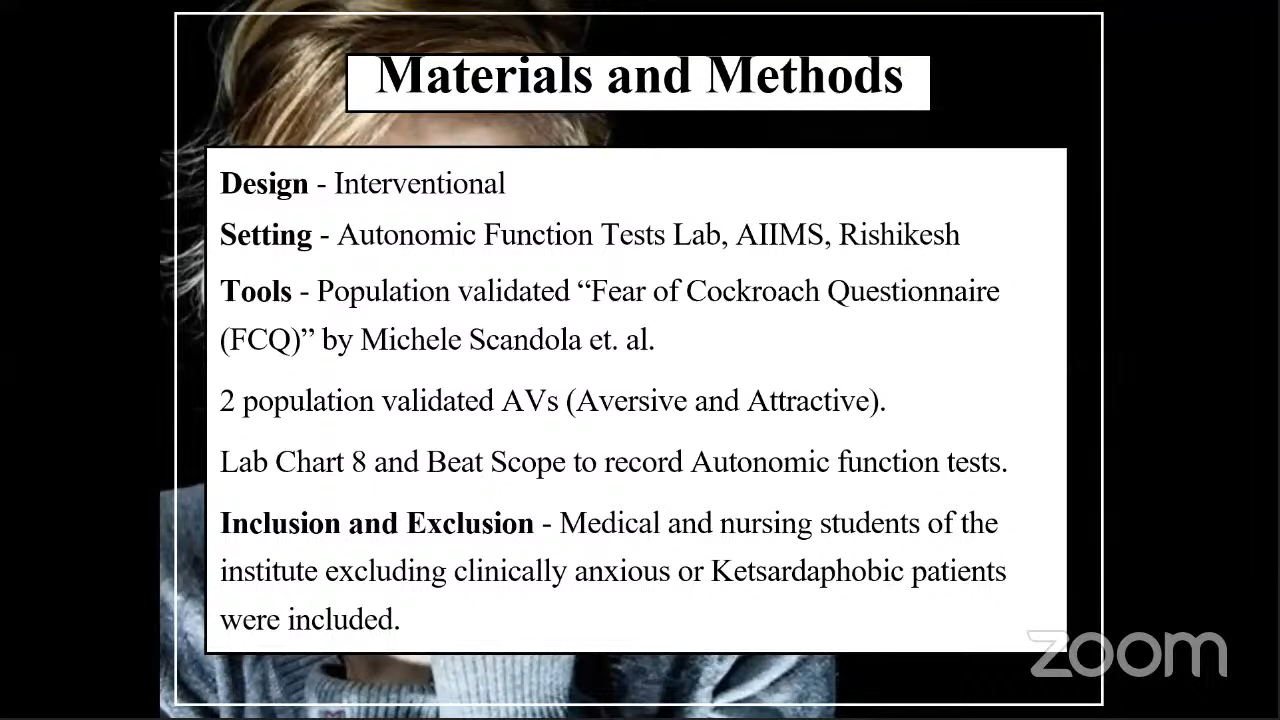 Materials and Methods
Design - Interventional
Setting - Autonomic Function Tests Lab, AIIMS, Rishikesh
Tools - Population validated “Fear of Cockroach Questionnaire
(FCQ)” by Michele Scandola et. al.
2 population validated AVs (Aversive and Attractive).
Lab Chart 8 and Beat Scope to record Autonomic function tests.
Inclusion and Exclusion - Medical and nursing students of the
institute excluding clinically anxious or Ketsardaphobic patients
were included.
zoom